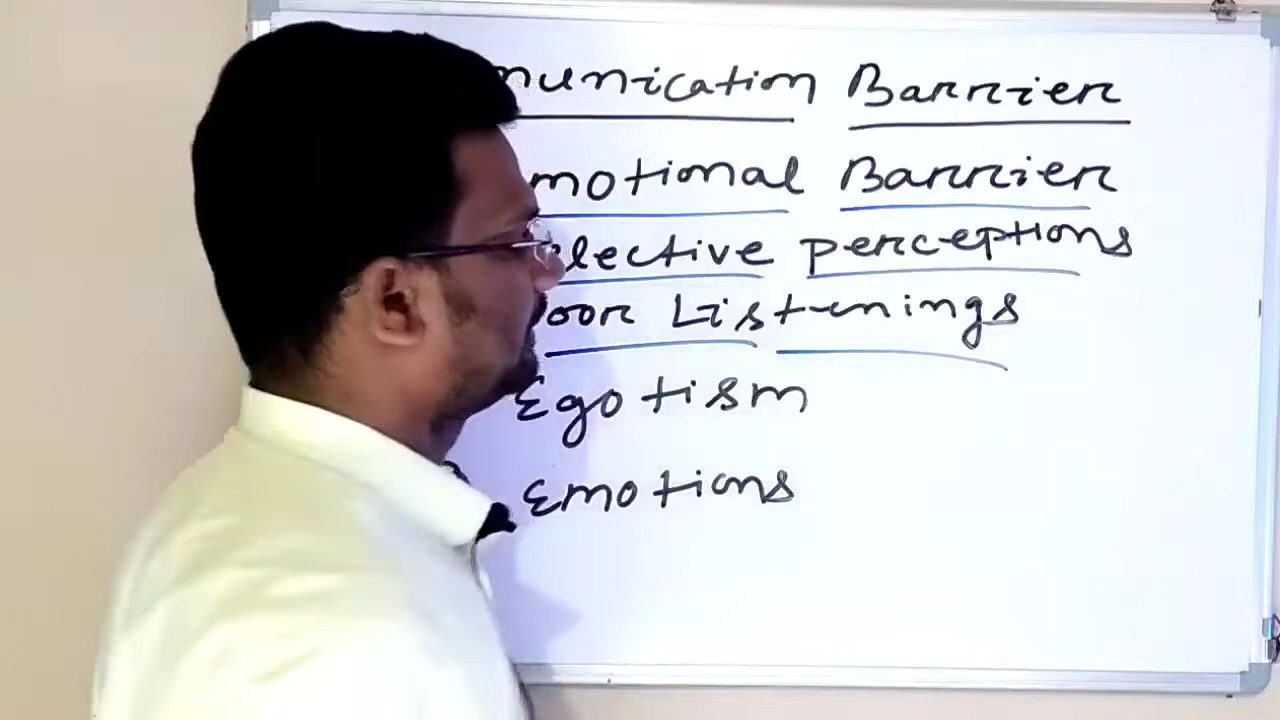 munication Barrier
motional Barrier
lective perceptions
oor Listenings
Egotism
Emotions